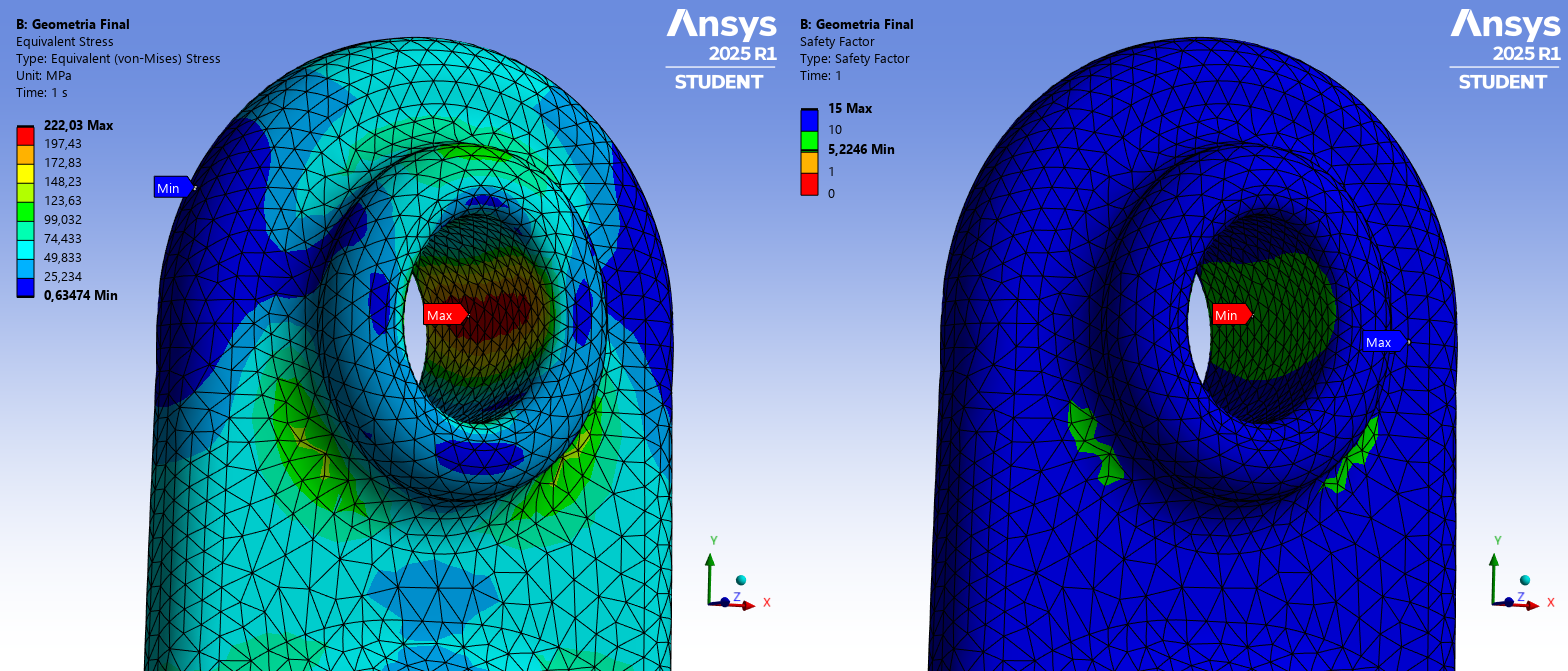 B: Geometria Final
Equivalent Stress
Type: Equivalent (von-Mises) Stress
Unit: MPa
Time: 1 s
222,03 Max
197,43
172,83
148,23
123,63
99,032
74,433
49,833
25,234
0,63474 Min
Min
Max
Ansys
2025 R1
STUDENT
Y
Z
X
B: Geometria Final
Safety Factor
Type: Safety Factor
Time: 1
15 Max
10
5,2246 Min
1
0
Min
Max
Ansys
2025 R1
STUDENT
Y
Z
X